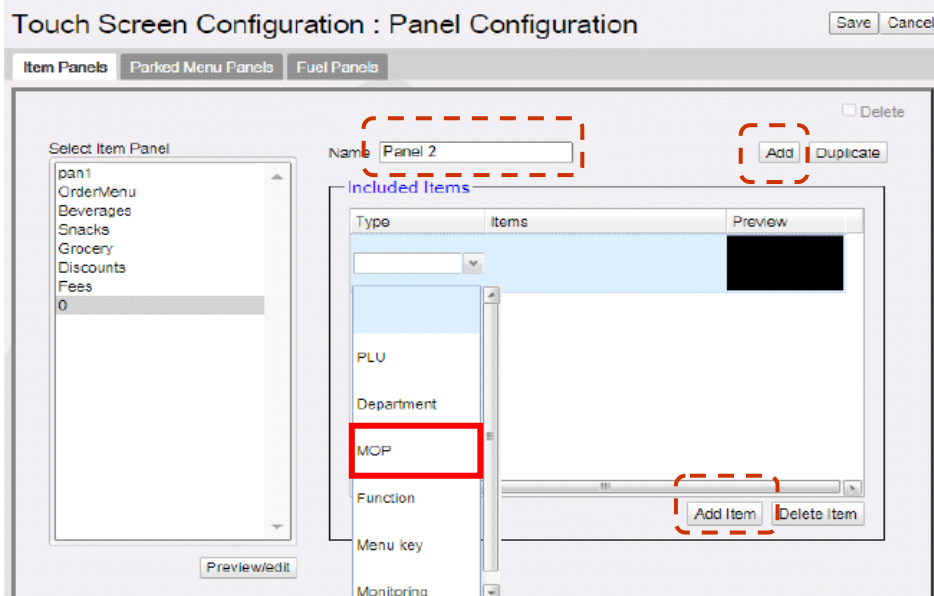 Touch Screen Configuration : Panel Configuration
Save
Cancel
Item Panels
Parked Menu Panels
Fuel Panels
Delete
Select Item Panel
Name
Panel 2
Add
Duplicate
pan1
OrderMenu
Beverages
Snacks
Grocery
Discounts
Fees
0
Included Items
Type
Items
Preview
PLU
Department
MOP
Function
Menu key
Monitoring
Add Item
Delete Item
Preview/edit